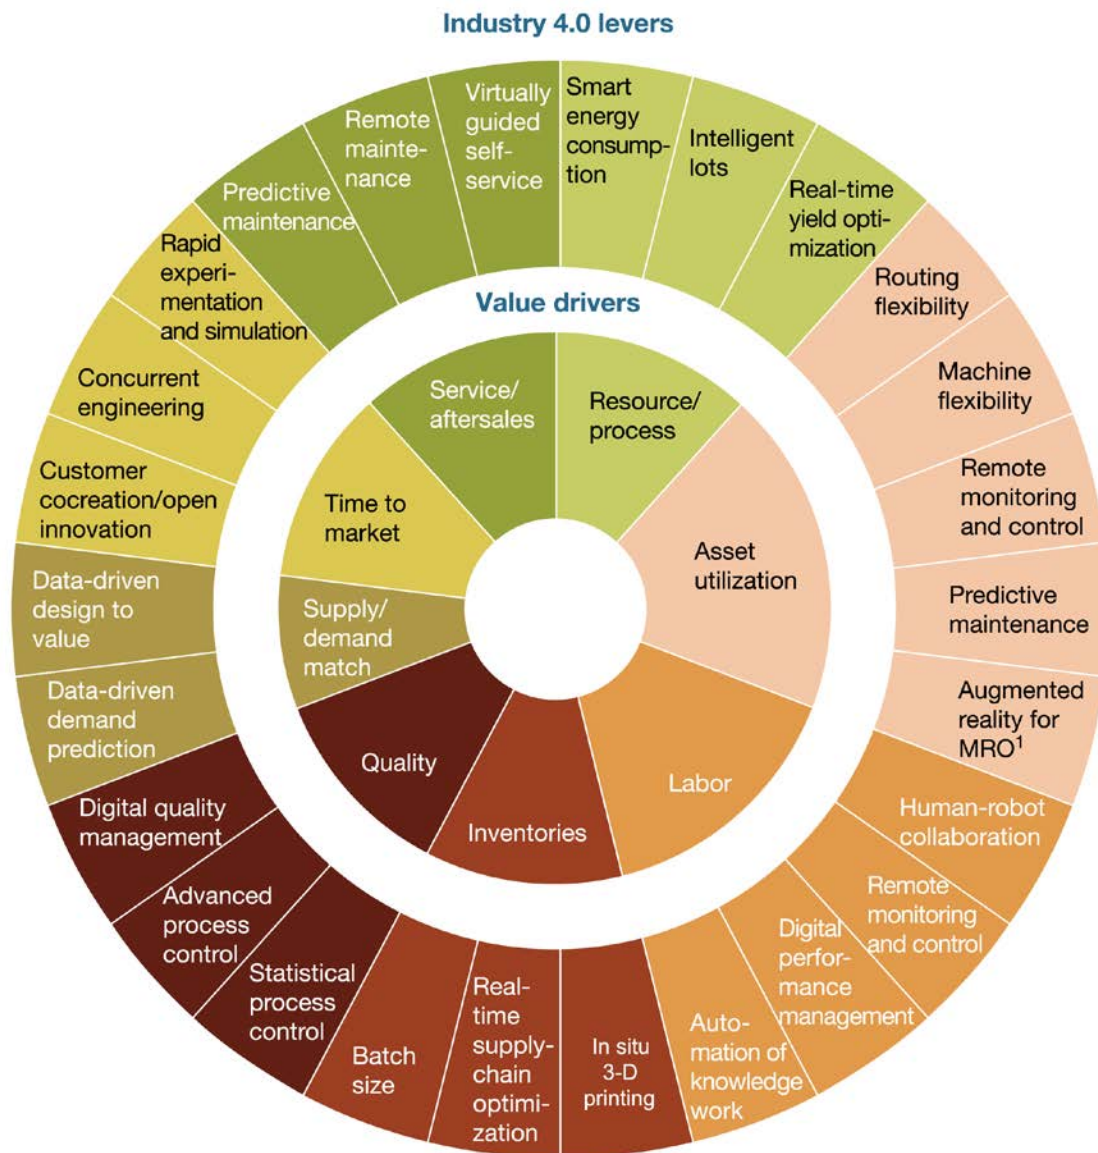 Industry 4.0 levers
Smart
energy
consump-
tion
Intelligent
lots
Real-time
yield opti-
mization
Routing
flexibility
Machine
flexibility
Remote
monitoring
and control
Predictive
maintenance
Augmented
reality for
MRO1
Human-robot
collaboration
Remote
monitoring
and control
Digital
perfor-
mance
management
Auto-
mation of
knowledge
work
In situ
3-D
printing
Real-
time
supply-
chain
optimi-
zation
Batch
size
Statistical
process
control
Advanced
process
control
Digital quality
management
Data-driven
demand
prediction
Data-driven
design to
value
Customer
cocreation/open
innovation
Concurrent
engineering
Rapid
experi-
mentation
and simulation
Predictive
maintenance
Remote
mainte-
nance
Virtually
guided
self-
service
Value drivers
Resource/
process
Asset
utilization
Labor
Inventories
Quality
Supply/
demand
match
Time to
market
Service/
aftersales